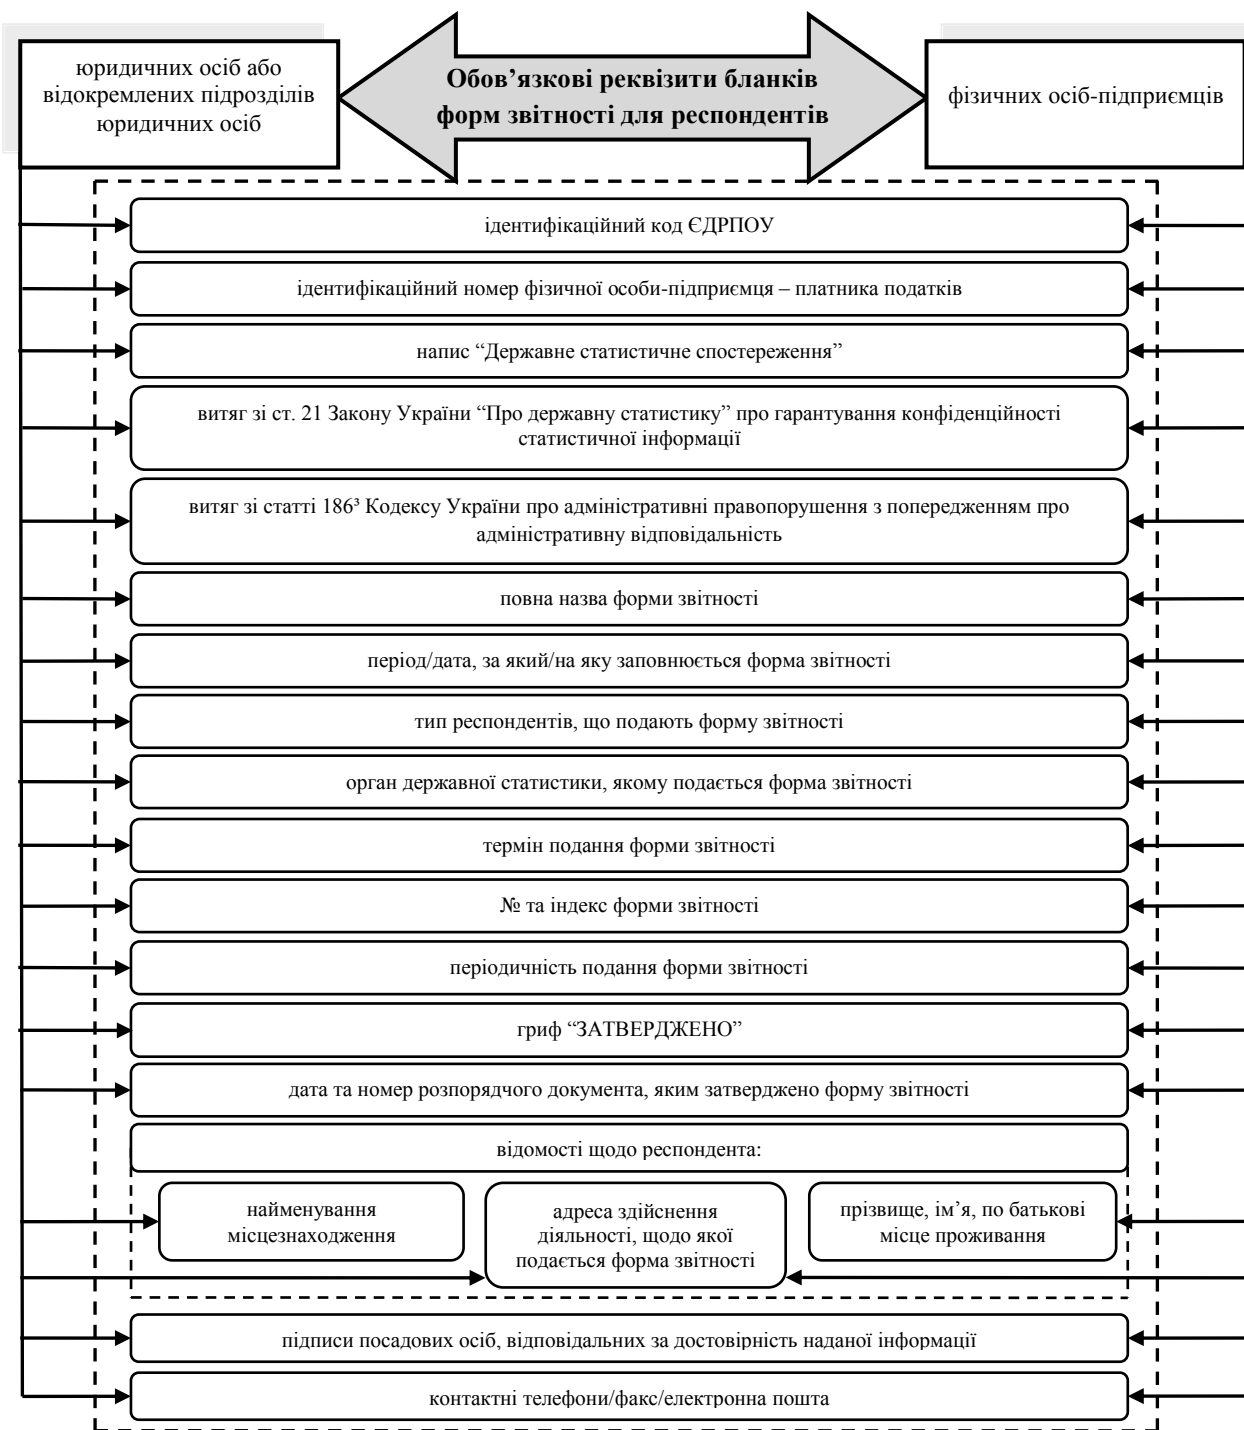 юридичних осіб або
відокремлених підрозділів
юридичних осіб
Обов’язкові реквізити бланків
форм звітності для респондентів
фізичних осіб-підприємців
ідентифікаційний код ЄДРПОУ
ідентифікаційний номер фізичної особи-підприємця – платника податків
напис “Державне статистичне спостереження”
витяг зі ст. 21 Закону України “Про державну статистику” про гарантування конфіденційності
статистичної інформації
витяг зі статті 186³ Кодексу України про адміністративні правопорушення з попередженням про
адміністративну відповідальність
повна назва форми звітності
період/дата, за який/на яку заповнюється форма звітності
тип респондентів, що подають форму звітності
орган державної статистики, якому подається форма звітності
термін подання форми звітності
№ та індекс форми звітності
періодичність подання форми звітності
гриф “ЗАТВЕРДЖЕНО”
дата та номер розпорядчого документа, яким затверджено форму звітності
відомості щодо респондента:
найменування
місцезнаходження
адреса здійснення
діяльності, щодо якої
подається форма звітності
прізвище, ім’я, по батькові
місце проживання
підписи посадових осіб, відповідальних за достовірність наданої інформації
контактні телефони/факс/електронна пошта